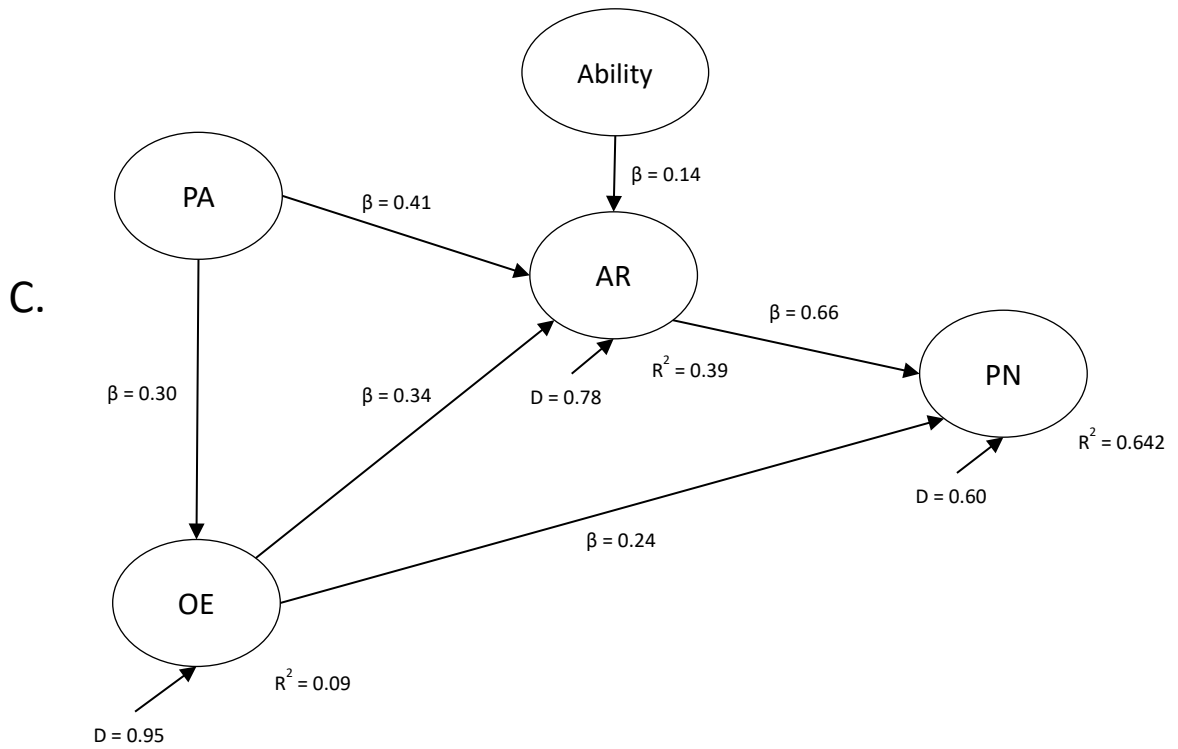 Ability
β = 0.14
PA
β = 0.41
AR
C.
β = 0.66
PN
R² = 0.39
β = 0.30
β = 0.34
D = 0.78
R² = 0.642
D = 0.60
β = 0.24
OE
R² = 0.09
D = 0.95